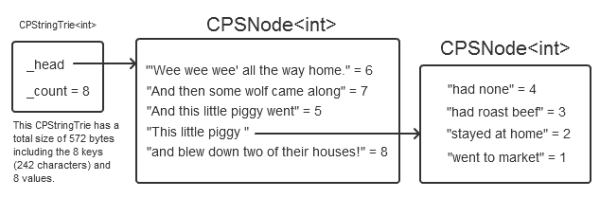 CPStringTrie<int>
_head
_count = 8
This CPStringTrie has a
total size of 572 bytes
including the 8 keys
(242 characters) and
8 values.
CPSNode<int>
"'Wee wee wee' all the way home." = 6
"And then some wolf came along" = 7
"And this little piggy went" = 5
"This little piggy "
"and blew down two of their houses!" = 8
CPSNode<int>
"had none" = 4
"had roast beef" = 3
"stayed at home" = 2
"went to market" = 1